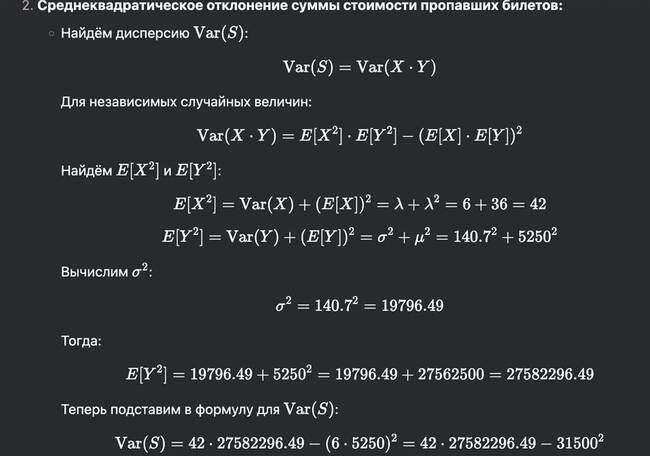 2. Среднеквадратическое отклонение суммы стоимости пропавших билетов:
○ Найдём дисперсию Var(S):
Var(S) = Var(X · Y)
Для независимых случайных величин:
Var(X · Y) = E[X²] · E[Y²] − (E[X] · E[Y])²
Найдём E[X²] и E[Y²]:
E[X²] = Var(X) + (E[X])² = λ + λ² = 6 + 36 = 42
E[Y²] = Var(Y) + (E[Y])² = σ² + μ² = 140.7² + 5250²
Вычислим σ²:
σ² = 140.7² = 19796.49
Тогда:
E[Y²] = 19796.49 + 5250² = 19796.49 + 27562500 = 27582296.49
Теперь подставим в формулу для Var(S):
Var(S) = 42 · 27582296.49 − (6 · 5250)² = 42 · 27582296.49 − 31500²